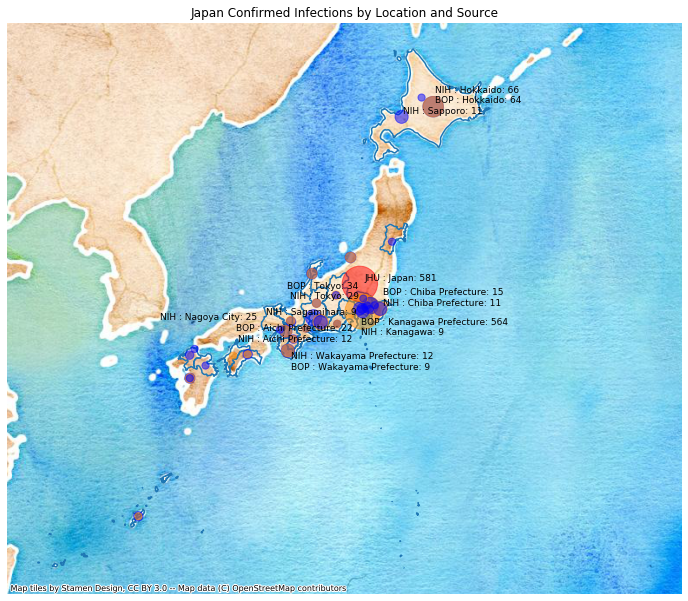 Japan Confirmed Infections by Location and Source
NIH : Hokkaido: 66
BOP : Hokkaido: 64
NIH : Sapporo: 11
JHU : Japan: 581
BOP : Tokyo: 34
BOP : Chiba Prefecture: 15
NIH : Tokyo: 29
NIH : Chiba Prefecture: 11
NIH : Sagamihara: 9
NIH : Nagoya City: 25
BOP : Kanagawa Prefecture: 564
BOP : Aichi Prefecture: 22
NIH : Kanagawa: 9
NIH : Aichi Prefecture: 12
NIH : Wakayama Prefecture: 12
BOP : Wakayama Prefecture: 9
Map tiles by Stamen Design, CC BY 3.0 -- Map data (C) OpenStreetMap contributors